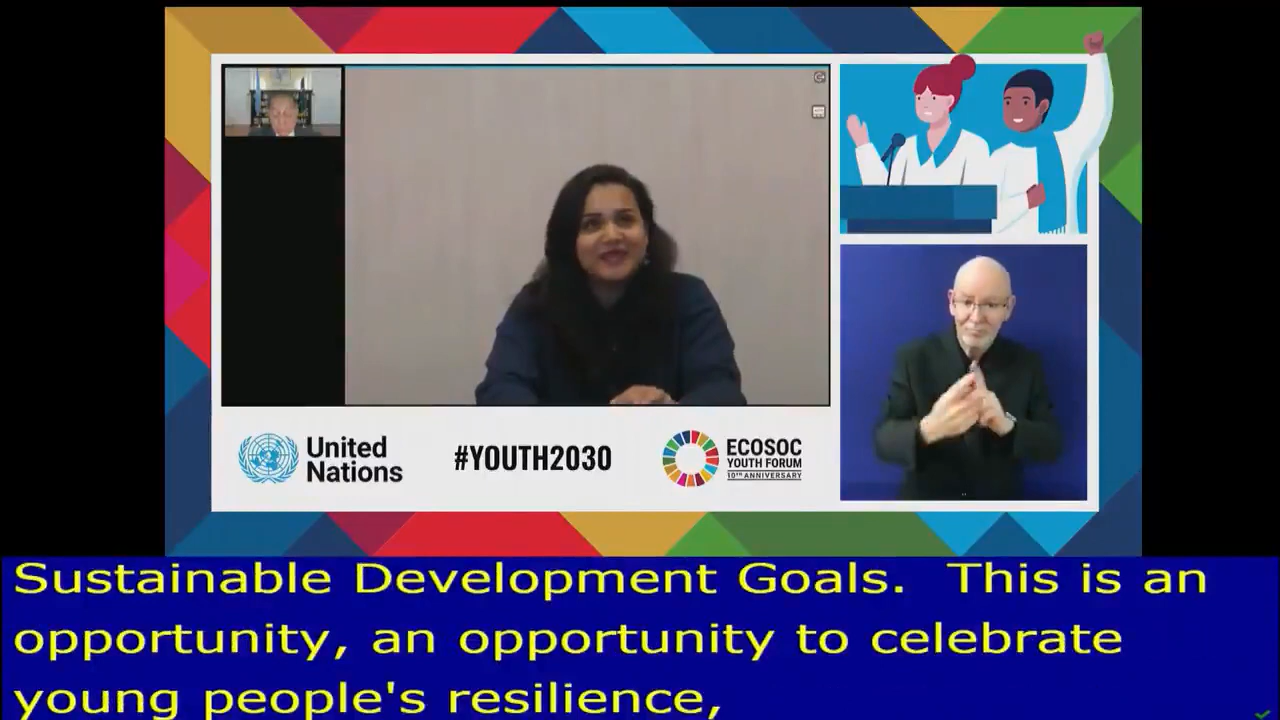 United
Nations
#YOUTH2030
ECOSOC
YOUTH FORUM
10TH ANNIVERSARY
Sustainable Development Goals.  This is an
opportunity, an opportunity to celebrate
young people's resilience,